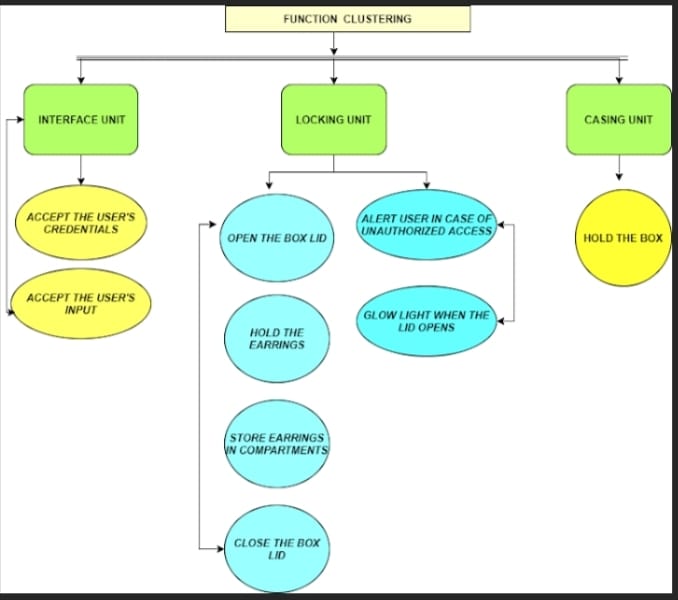 FUNCTION CLUSTERING
INTERFACE UNIT
LOCKING UNIT
CASING UNIT
ACCEPT THE USER'S
CREDENTIALS
ACCEPT THE USER'S
INPUT
OPEN THE BOX LID
HOLD THE
EARRINGS
STORE EARRINGS
IN COMPARTMENTS
CLOSE THE BOX
LID
ALERT USER IN CASE OF
UNAUTHORIZED ACCESS
GLOW LIGHT WHEN THE
LID OPENS
HOLD THE BOX